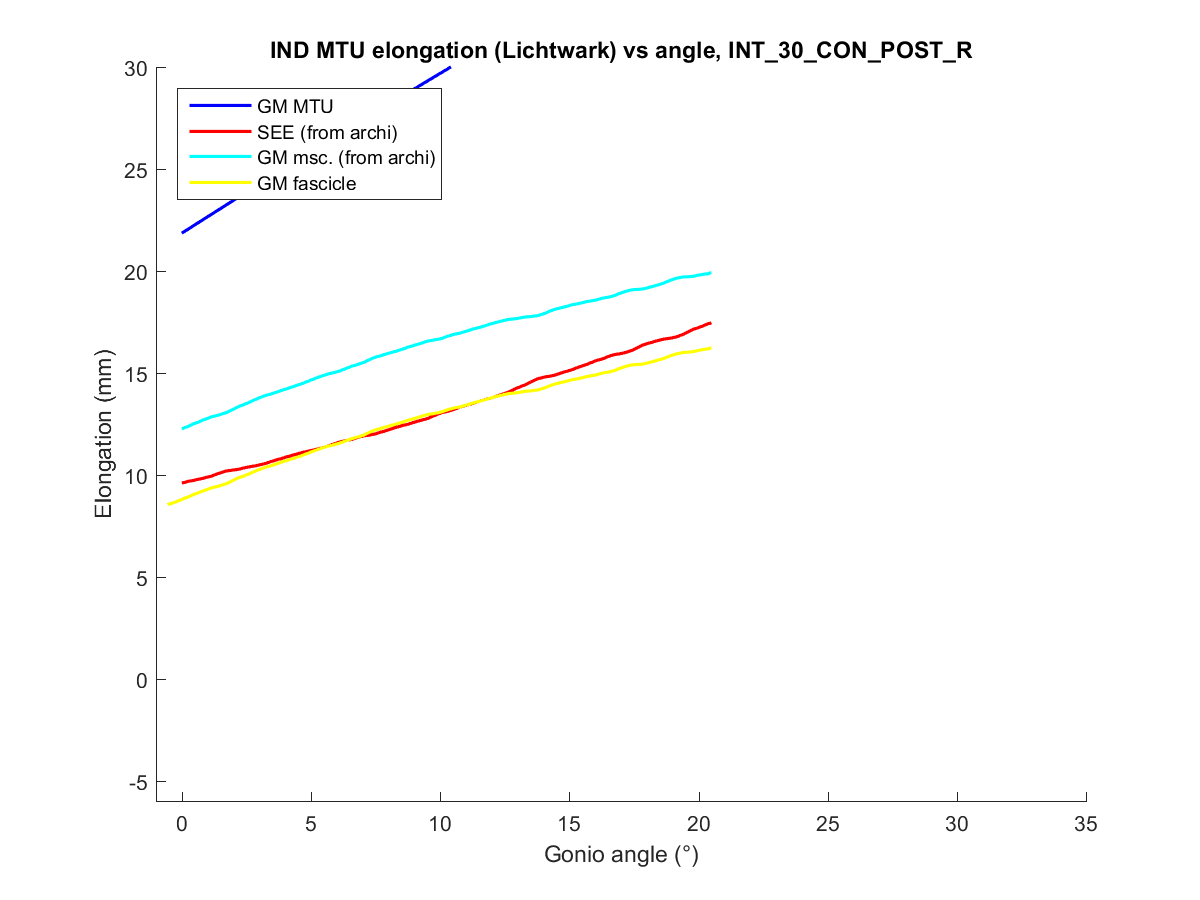 IND MTU elongation (Lichtwark) vs angle, INT_30_CON_POST_R
30
25
20
15
10
5
0
-5
Elongation (mm)
GM MTU
SEE (from archi)
GM msc. (from archi)
GM fascicle
0 5 10 15 20 25 30 35
Gonio angle (°)